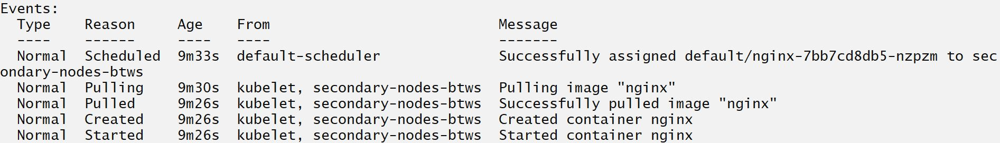 Events:
  Type    Reason     Age   From                           Message
  ----    ------     ----  ----                           -------
  Normal  Scheduled  9m33s  default-scheduler              Successfully assigned default/nginx-7bb7cd8db5-nzpzm to sec
ondary-nodes-btws
  Normal  Pulling    9m30s  kubelet, secondary-nodes-btws  Pulling image "nginx"
  Normal  Pulled     9m26s  kubelet, secondary-nodes-btws  Successfully pulled image "nginx"
  Normal  Created    9m26s  kubelet, secondary-nodes-btws  Created container nginx
  Normal  Started    9m26s  kubelet, secondary-nodes-btws  Started container nginx